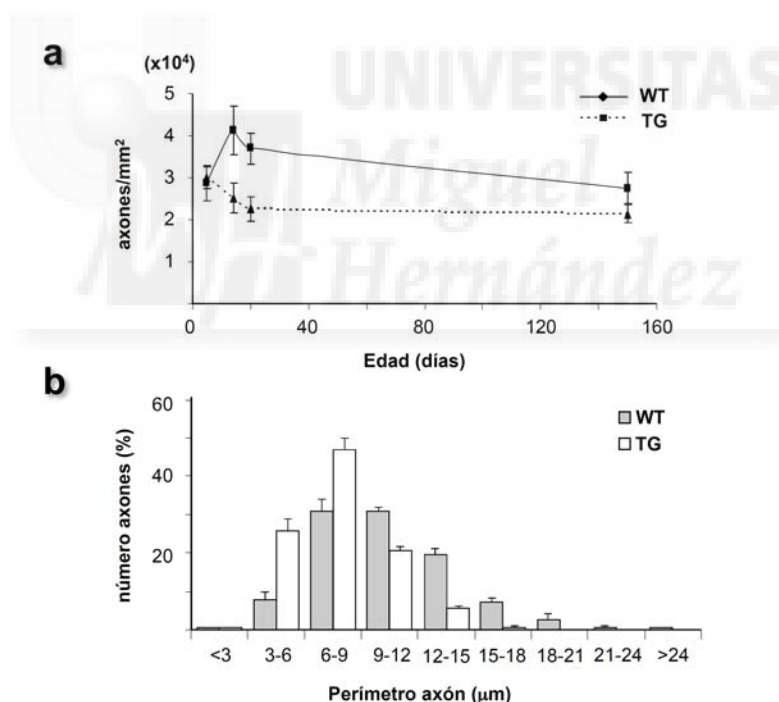 a
(x10⁴)
UNIVERSITAS
Miguel
Hernández
WT
TG
5
4
3
2
1
axones/mm²
0 40 80 120 160
Edad (días)
b
60
40
20
número axones (%)
WT
TG
<3 3-6 6-9 9-12 12-15 15-18 18-21 21-24 >24
Perímetro axón (μm)